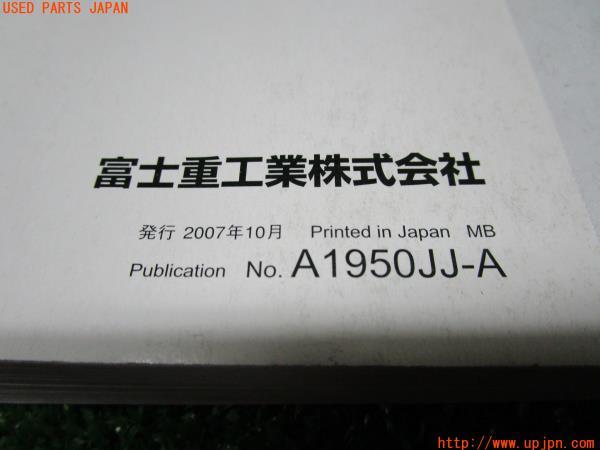 USED PARTS JAPAN
富士重工業株式会社
発行 2007年10月 Printed in Japan MB
Publication No. A1950JJ-A
http://www.upjpn.com/